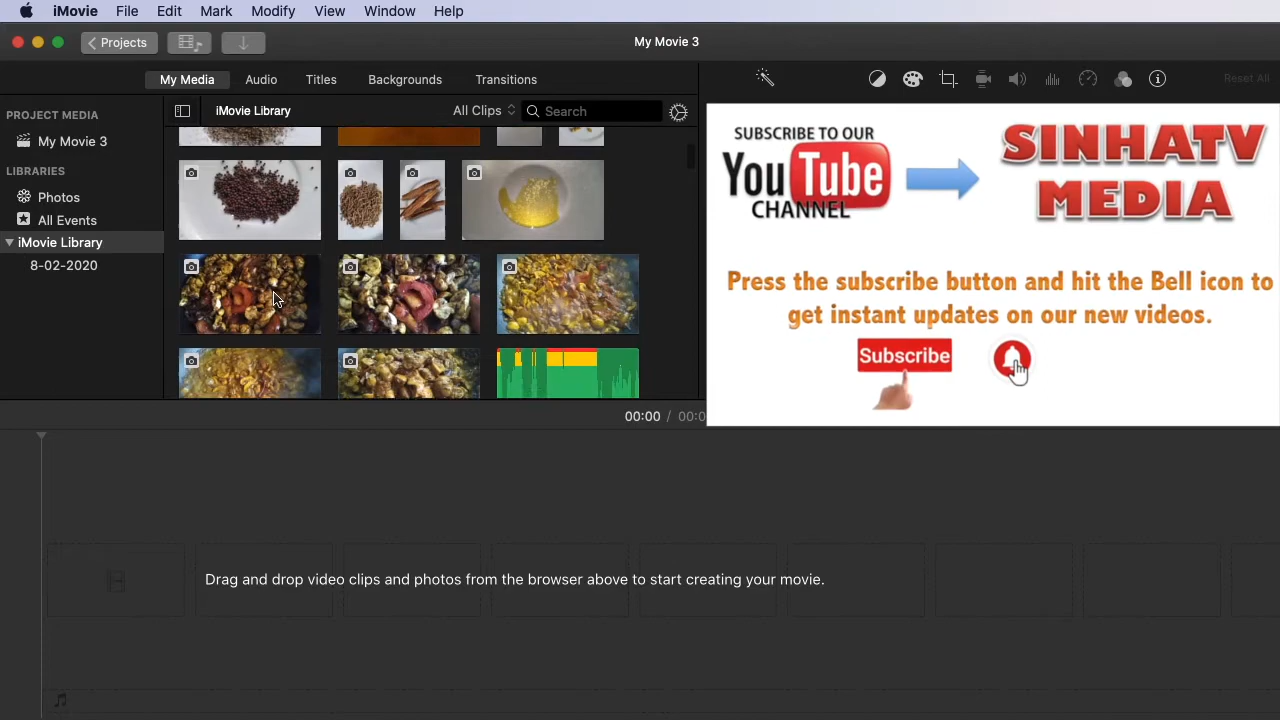 iMovie File Edit Mark Modify View Window Help
Projects
My Movie 3
My Media Audio Titles Backgrounds Transitions
Reset All
PROJECT MEDIA
My Movie 3
LIBRARIES
Photos
All Events
iMovie Library
8-02-2020
iMovie Library All Clips Search
SUBSCRIBE TO OUR
YouTube
CHANNEL
SINHATV
MEDIA
Press the subscribe button and hit the Bell icon to
get instant updates on our new videos.
Subscribe
00:00 / 00:0
Drag and drop video clips and photos from the browser above to start creating your movie.